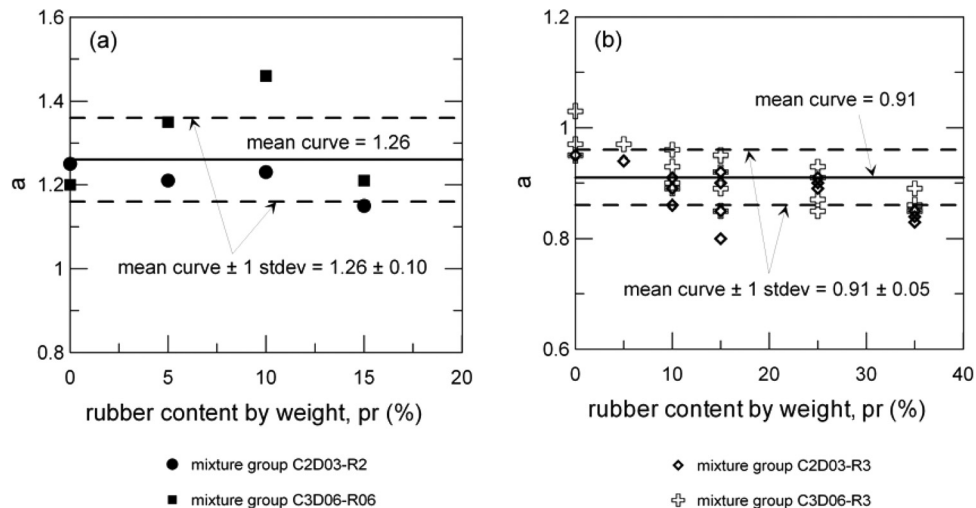 (a)
1.6
1.4
1.2
1
0.8
a
mean curve = 1.26
mean curve ± 1 stdev = 1.26 ± 0.10
0 5 10 15 20
rubber content by weight, pr (%)
● mixture group C2D03-R2
■ mixture group C3D06-R06
(b)
1.2
1
0.8
0.6
a
mean curve = 0.91
mean curve ± 1 stdev = 0.91 ± 0.05
0 10 20 30 40
rubber content by weight, pr (%)
mixture group C2D03-R3
mixture group C3D06-R3